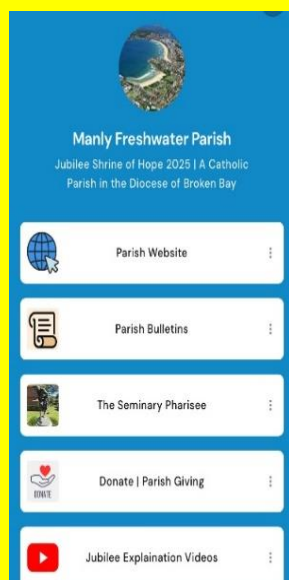 Manly Freshwater Parish
Jubilee Shrine of Hope 2025 | A Catholic
Parish in the Diocese of Broken Bay
Parish Website
Parish Bulletins
The Seminary Pharisee
Donate | Parish Giving
DONATE
Jubilee Explaination Videos